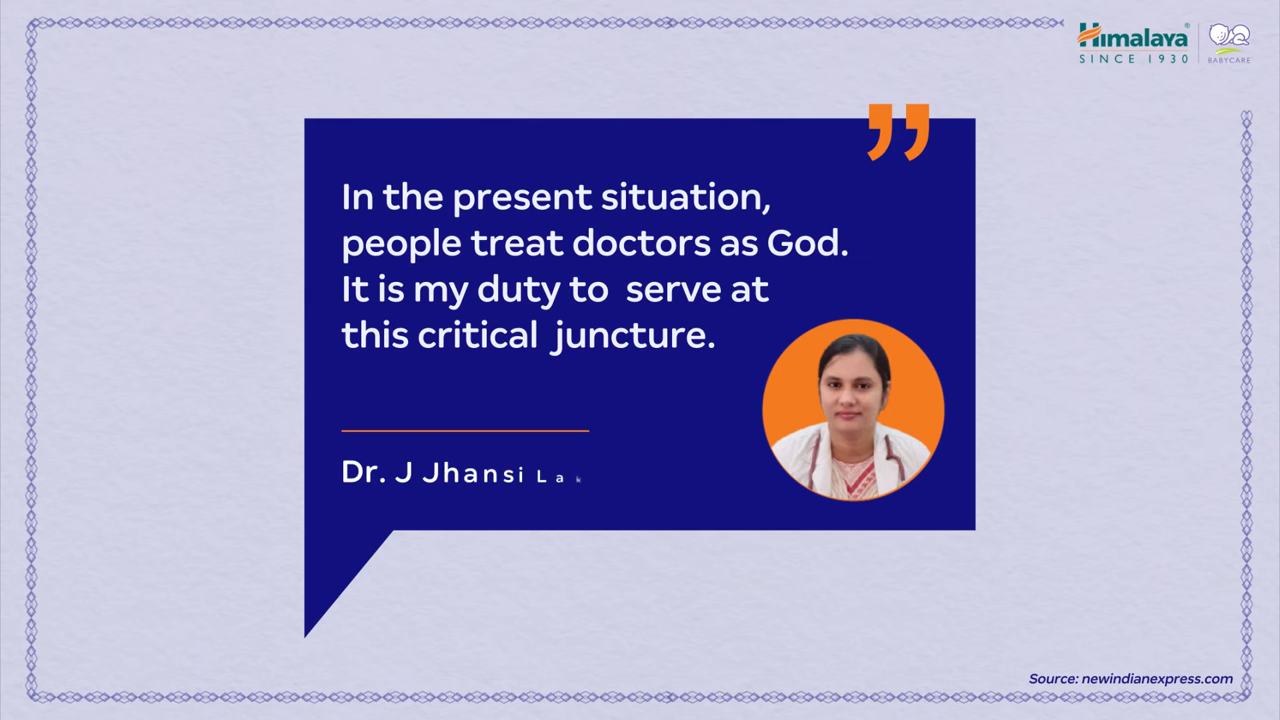 Himalaya
SINCE 1930
BABYCARE
In the present situation,
people treat doctors as God.
It is my duty to serve at
this critical juncture.
Dr. J Jhansi Lak
Source: newindianexpress.com